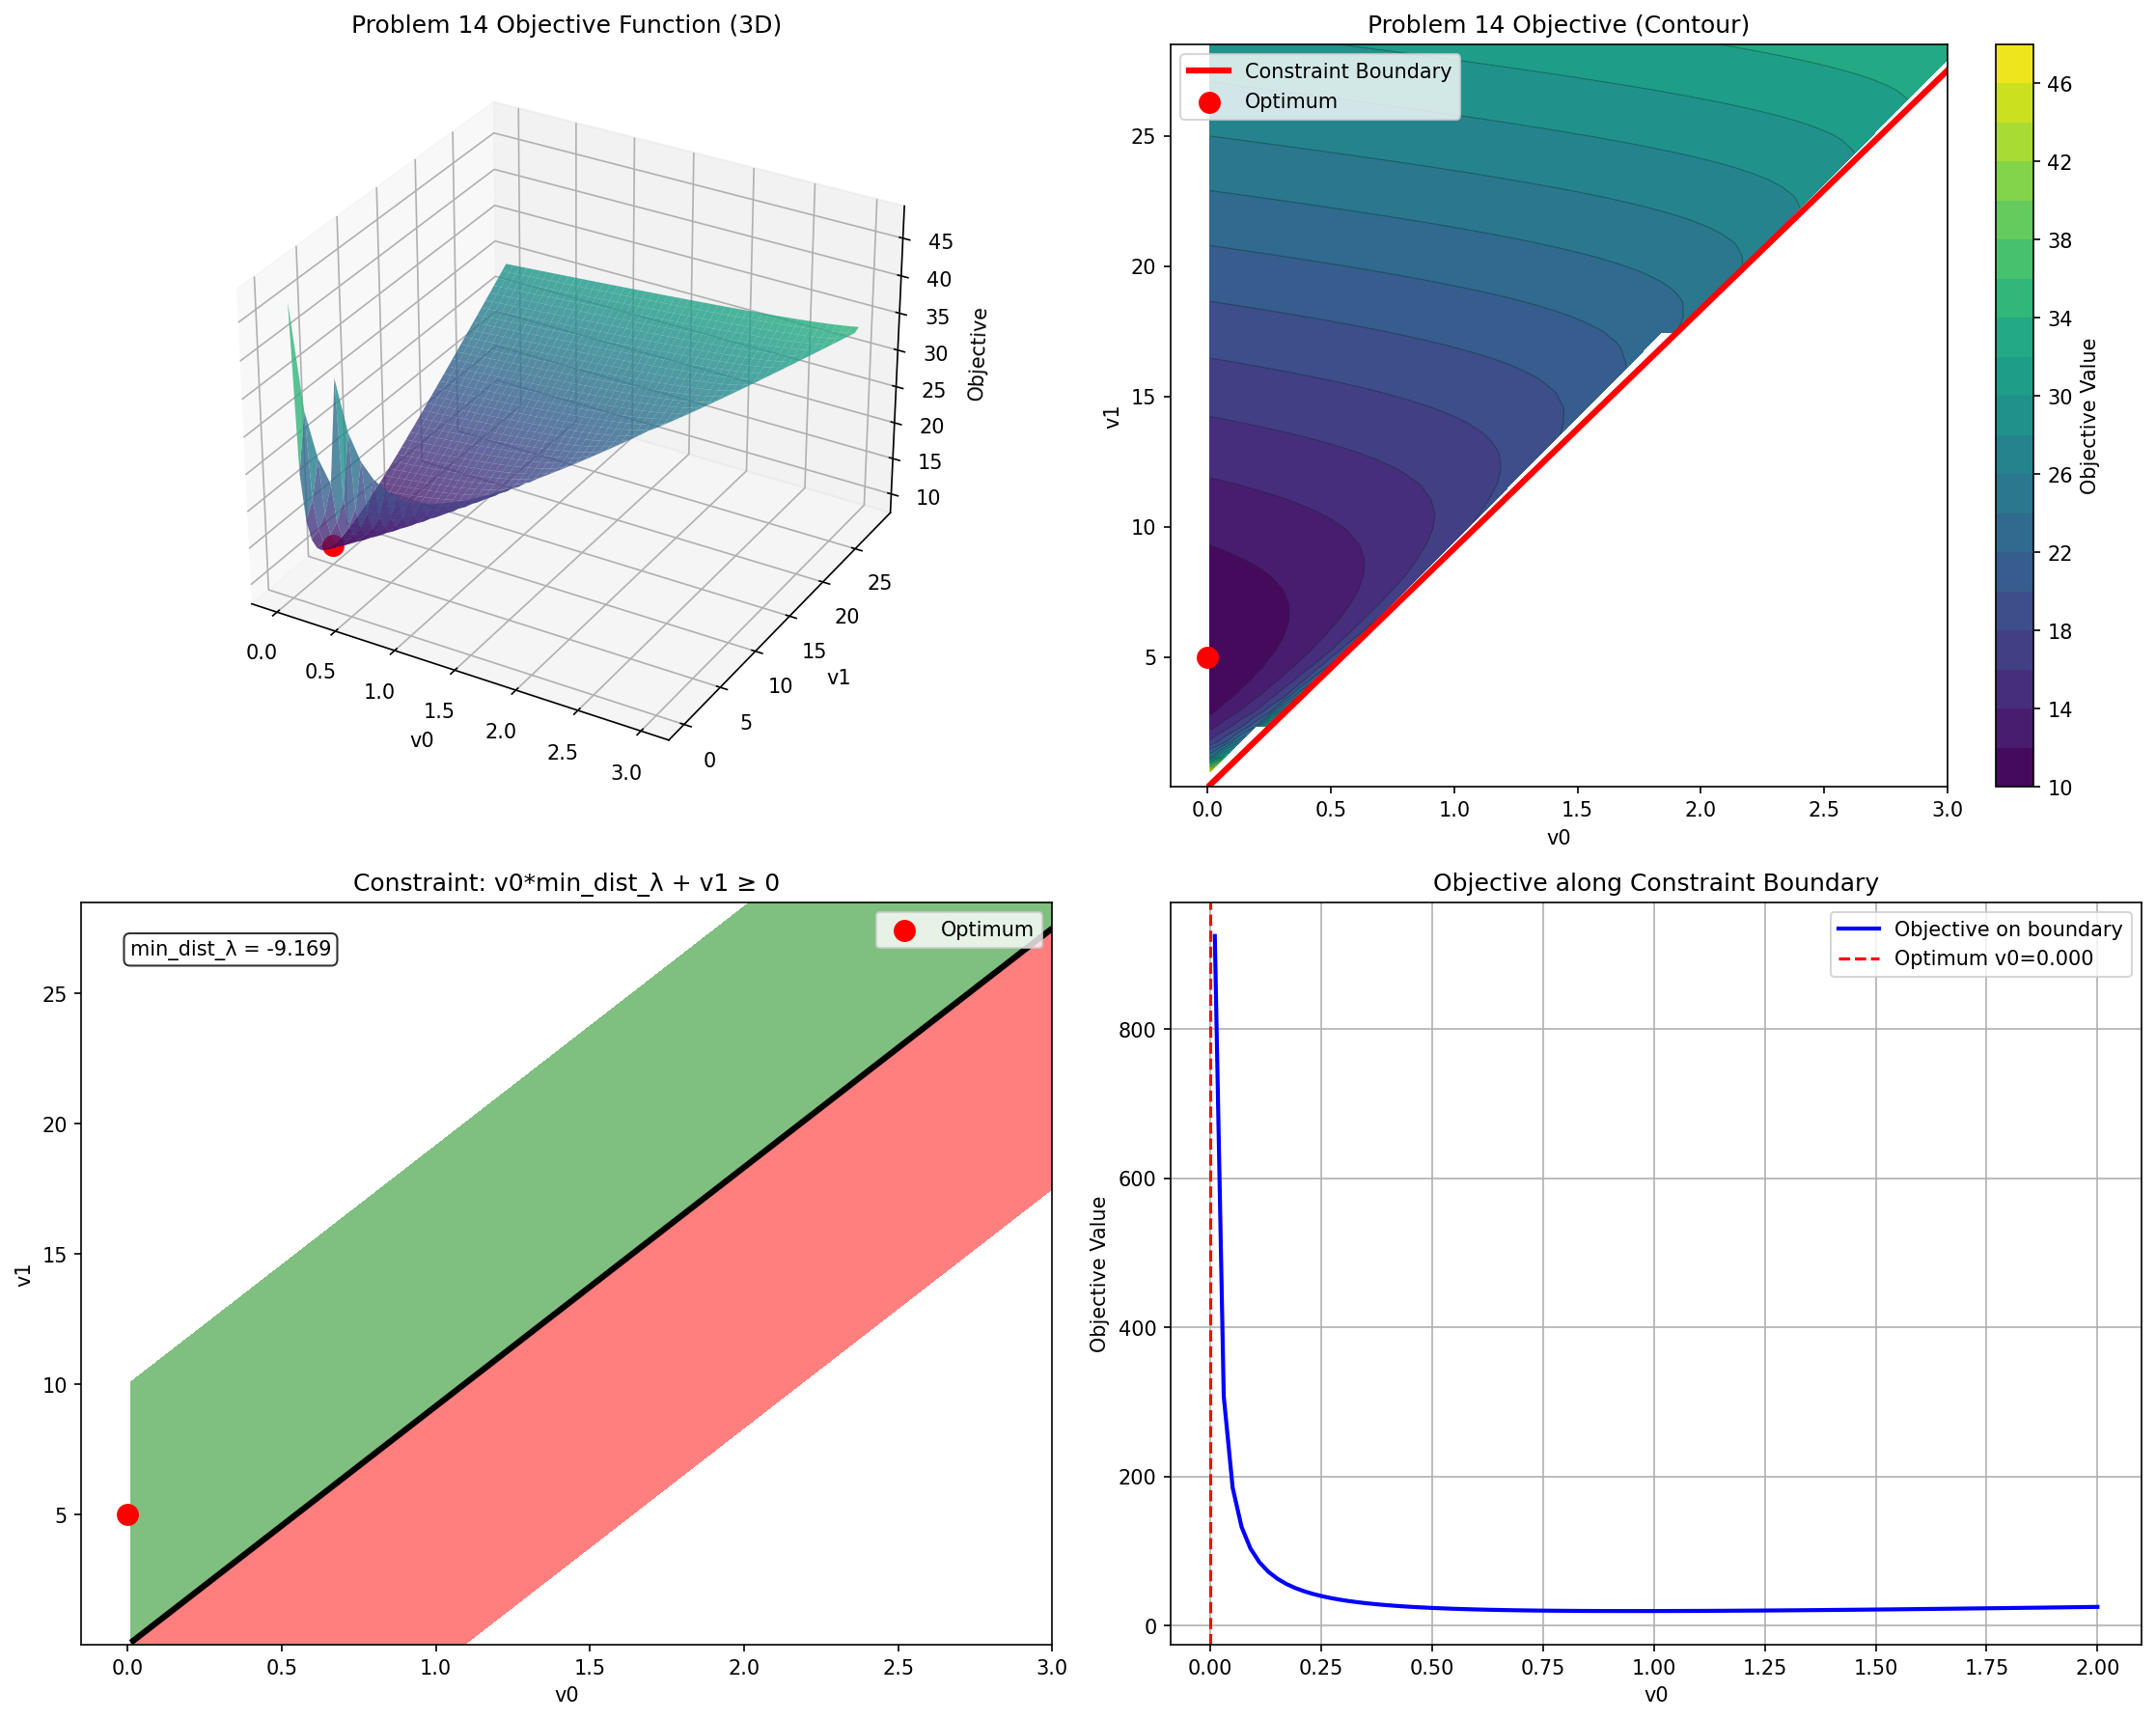 Problem 14 Objective Function (3D)
45
40
35
30
25
20
15
10
Objective
0.0
0.5
1.0
1.5
2.0
2.5
3.0
v0
0
5
10
15
20
25
v1
Problem 14 Objective (Contour)
Constraint Boundary
Optimum
25
20
15
10
5
v1
0.0 0.5 1.0 1.5 2.0 2.5 3.0
v0
46
42
38
34
30
26
22
18
14
10
Objective Value
Constraint: v0*min_dist_λ + v1 ≥ 0
min_dist_λ = -9.169
Optimum
25
20
15
10
5
v1
0.0 0.5 1.0 1.5 2.0 2.5 3.0
v0
Objective along Constraint Boundary
Objective on boundary
Optimum v0=0.000
800
600
400
200
0
Objective Value
0.00 0.25 0.50 0.75 1.00 1.25 1.50 1.75 2.00
v0